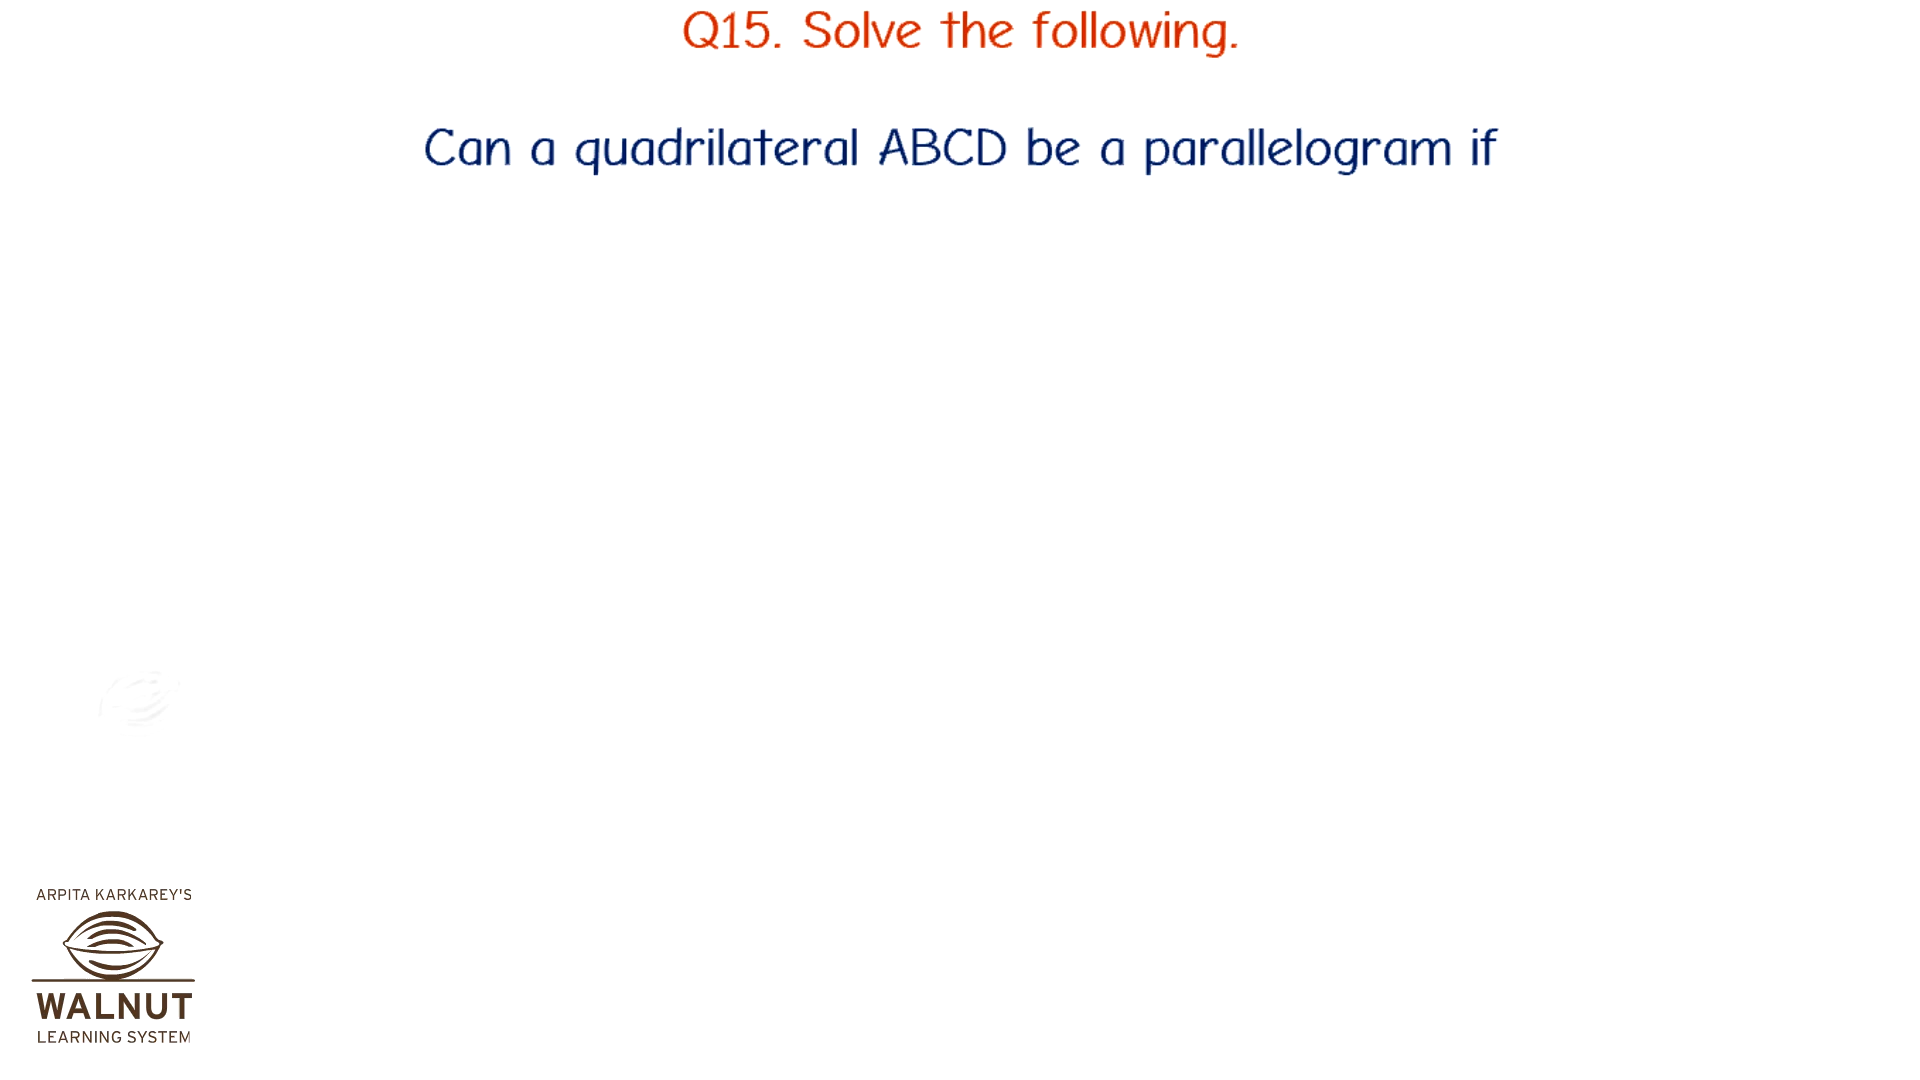 Q15. Solve the following.
Can a quadrilateral ABCD be a parallelogram if
ARPITA KARKAREY'S
WALNUT
LEARNING SYSTEM